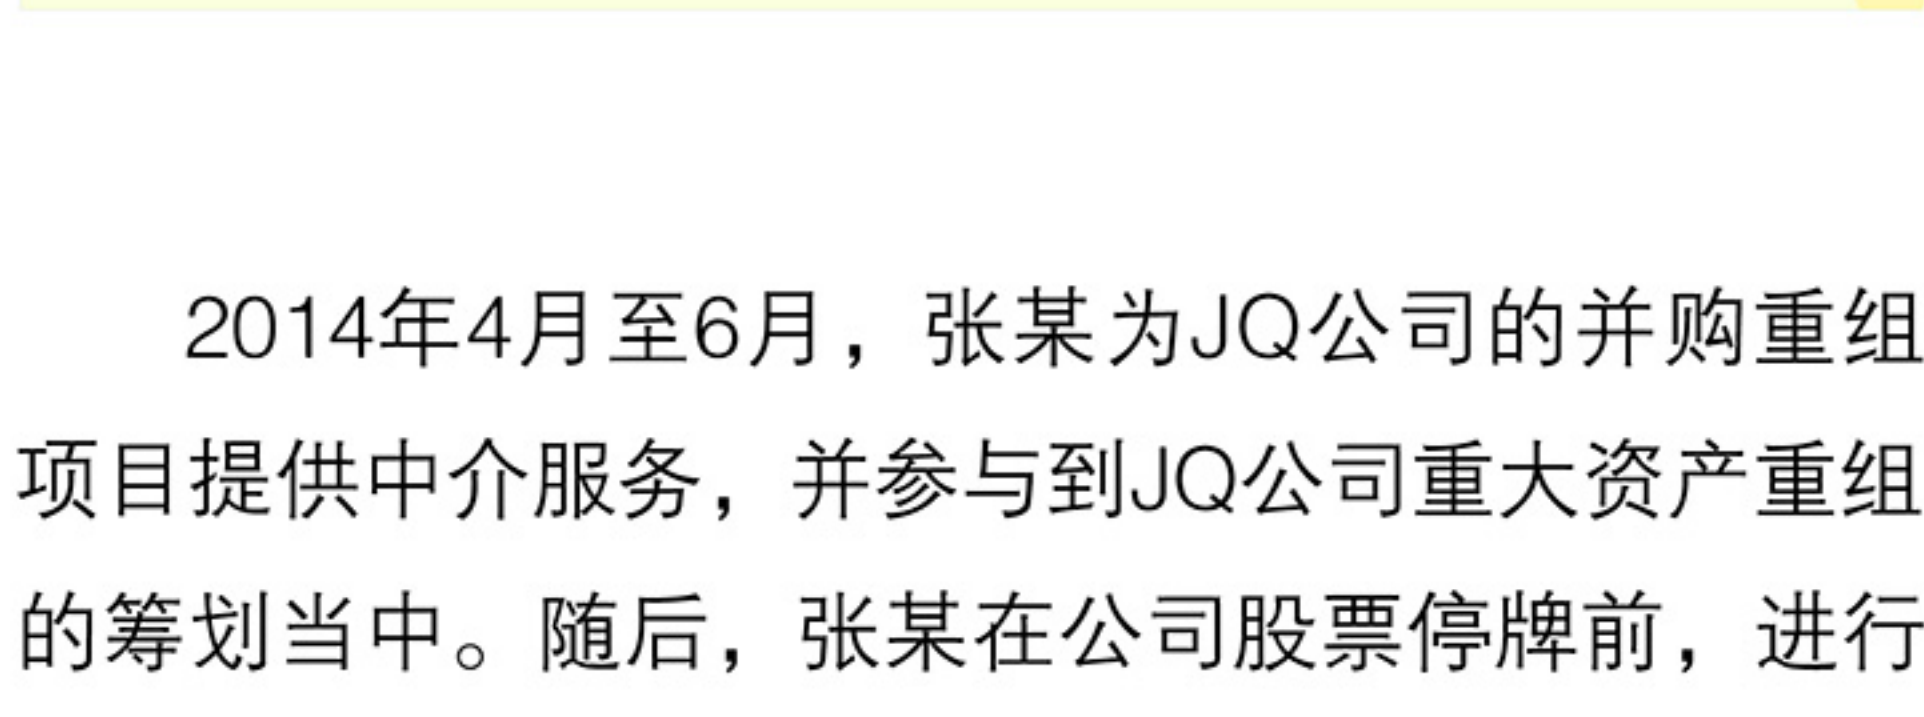 2014年4月至6月，张某为JQ公司的并购重组
项目提供中介服务，并参与到JQ公司重大资产重组
的筹划当中。随后，张某在公司股票停牌前，进行